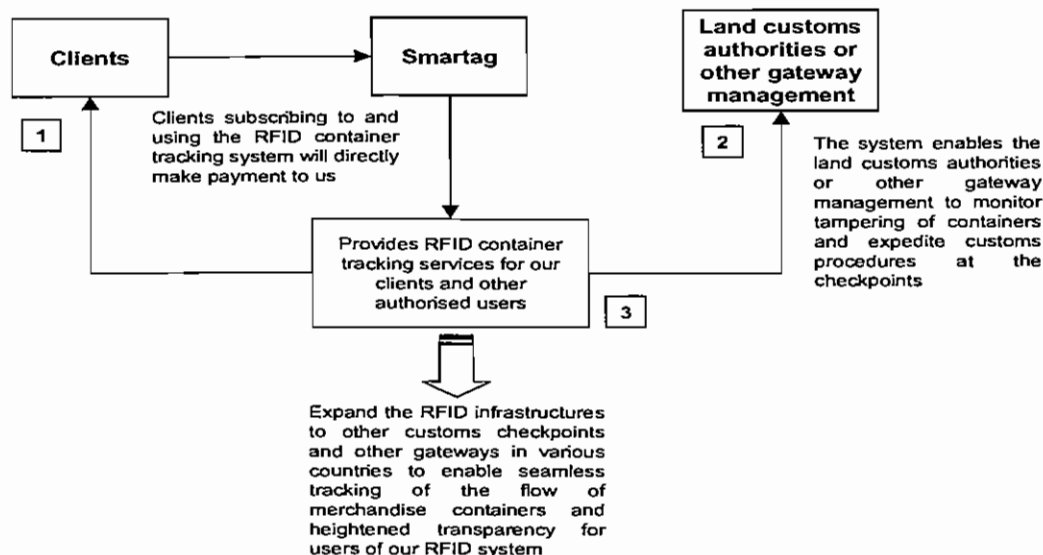 Clients
Smartag
Land customs
authorities or
other gateway
management
1
Clients subscribing to and
using the RFID container
tracking system will directly
make payment to us
2
The system enables the
land customs authorities
or other gateway
management to monitor
tampering of containers
and expedite customs
procedures at the
checkpoints
Provides RFID container
tracking services for our
clients and other
authorised users
3
Expand the RFID infrastructures
to other customs checkpoints
and other gateways in various
countries to enable seamless
tracking of the flow of
merchandise containers and
heightened transparency for
users of our RFID system